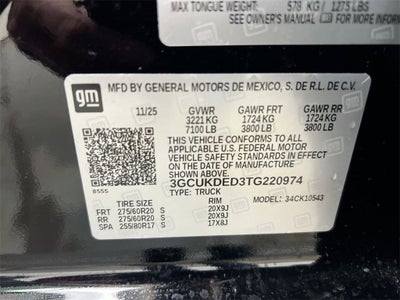 MAX TONGUE WEIGHT: 578 KG / 1275 LBS
SEE OWNER'S MANUAL FOR MORE INFORMATION
gm
MFD BY GENERAL MOTORS DE MEXICO, S. DE R.L. DE C.V.
11/25 GVWR GAWR FRT GAWR RR
3221 KG 1724 KG 1724 KG
7100 LB 3800 LB 3800 LB
THIS VEHICLE CONFORMS TO ALL APPLICABLE U.S. FEDERAL MOTOR
VEHICLE SAFETY STANDARDS IN EFFECT ON THE DATE OF MANUFACTURE
SHOWN ABOVE.
3GCUKDED3TG220974
TYPE: TRUCK
MODEL: 34CK10543
8555
TIRE SIZE RIM
FRT 275/60R20 S 20X9J
RR 275/60R20 S 20X9J
SPA 255/80R17 S 17X8J